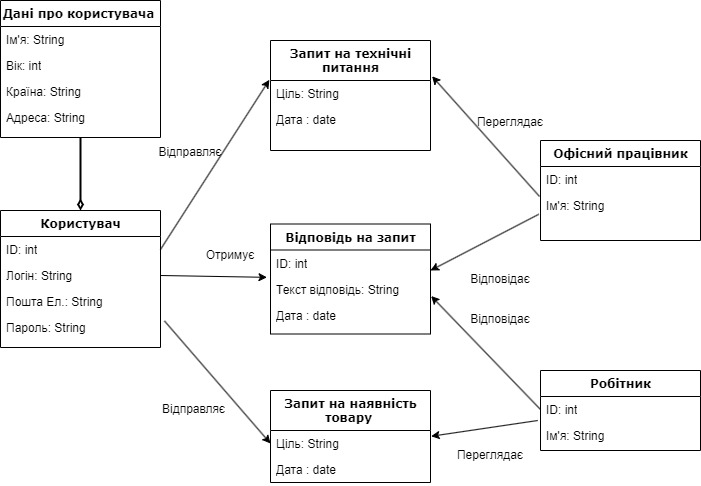 Дані про користувача
Ім'я: String
Вік: int
Країна: String
Адреса: String
Користувач
ID: int
Логін: String
Пошта Ел.: String
Пароль: String
Відправляє
Отримує
Відправляє
Запит на технічні
питання
Ціль: String
Дата : date
Відповідь на запит
ID: int
Текст відповідь: String
Дата : date
Запит на наявність
товару
Ціль: String
Дата : date
Переглядає
Відповідає
Відповідає
Переглядає
Офісний працівник
ID: int
Ім'я: String
Робітник
ID: int
Ім'я: String